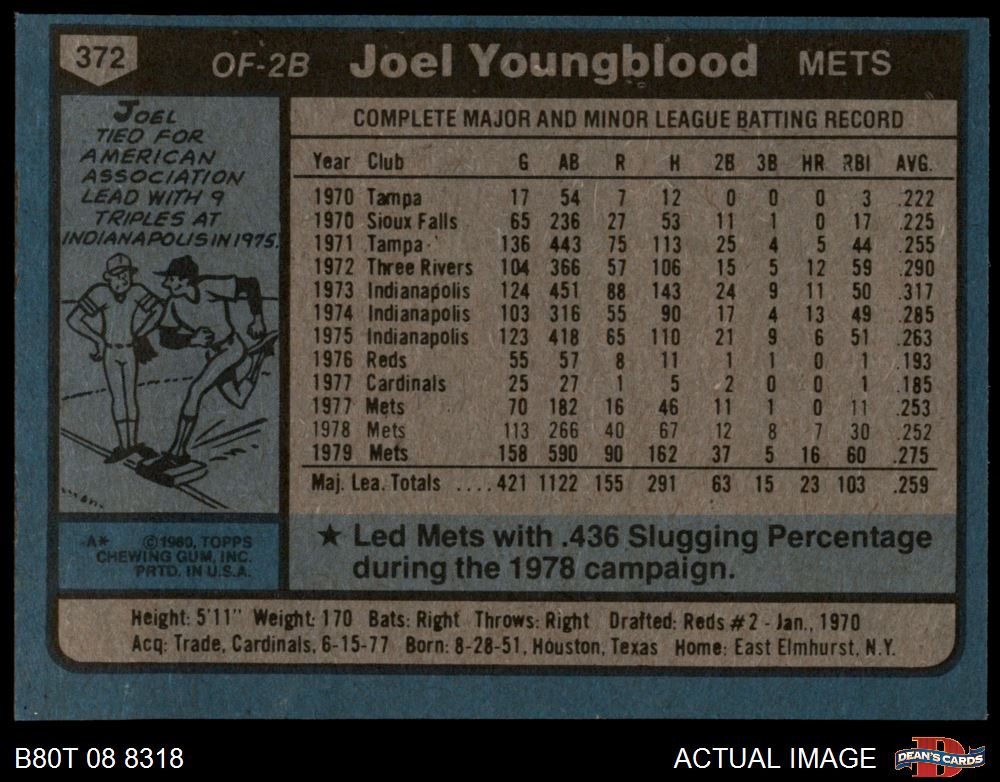 372 OF-2B Joel Youngblood METS
JOEL
TIED FOR
AMERICAN
ASSOCIATION
LEAD WITH 9
TRIPLES AT
INDIANAPOLIS IN 1975.
COMPLETE MAJOR AND MINOR LEAGUE BATTING RECORD
Year Club G AB R H 2B 3B HR RBI AVG.
1970 Tampa 17 54 7 12 0 0 0 3 .222
1970 Sioux Falls 65 236 27 53 11 1 0 17 .225
1971 Tampa 136 443 75 113 25 4 5 44 .255
1972 Three Rivers 104 366 57 106 15 5 12 59 .290
1973 Indianapolis 124 451 88 143 24 9 11 50 .317
1974 Indianapolis 103 316 55 90 17 4 13 49 .285
1975 Indianapolis 123 418 65 110 21 9 6 51 .263
1976 Reds 55 57 8 11 1 1 0 1 .193
1977 Cardinals 25 27 1 5 2 0 0 1 .185
1977 Mets 70 182 16 46 11 1 0 11 .253
1978 Mets 113 266 40 67 12 8 7 30 .252
1979 Mets 158 590 90 162 37 5 16 60 .275
Maj. Lea. Totals ....421 1122 155 291 63 15 23 103 .259
-A* ©1980, TOPPS
CHEWING GUM, INC.
PRTD. IN U.S.A.
★ Led Mets with .436 Slugging Percentage
during the 1978 campaign.
Height: 5'11" Weight: 170 Bats: Right Throws: Right Drafted: Reds #2 - Jan., 1970
Acq: Trade, Cardinals, 6-15-77 Born: 8-28-51, Houston, Texas Home: East Elmhurst, N.Y.
B80T 08 8318 ACTUAL IMAGE
DEAN'S CARDS